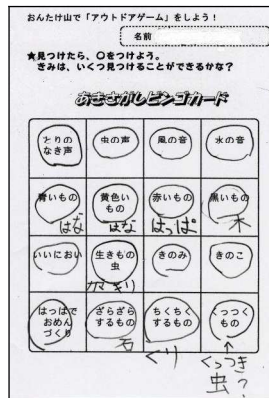 おんたけ山で「アウトドアゲーム」をしよう！
名前
★見つけたら、○をつけよう。
きみは、いくつ見つけることができるかな？
あきさがしビンゴカード
とりの
なき声
虫の声
風の音
水の音
青いもの
はな
黄色い
もの
はな
赤いもの
はっぱ
黒いもの
木
いいにおい
生きもの
虫
カマキリ
きのみ
きのこ
はっぱで
おめん
づくり
ざらざら
するもの
石
ちくちく
するもの
くり
くっつく
もの
くっつき
虫?